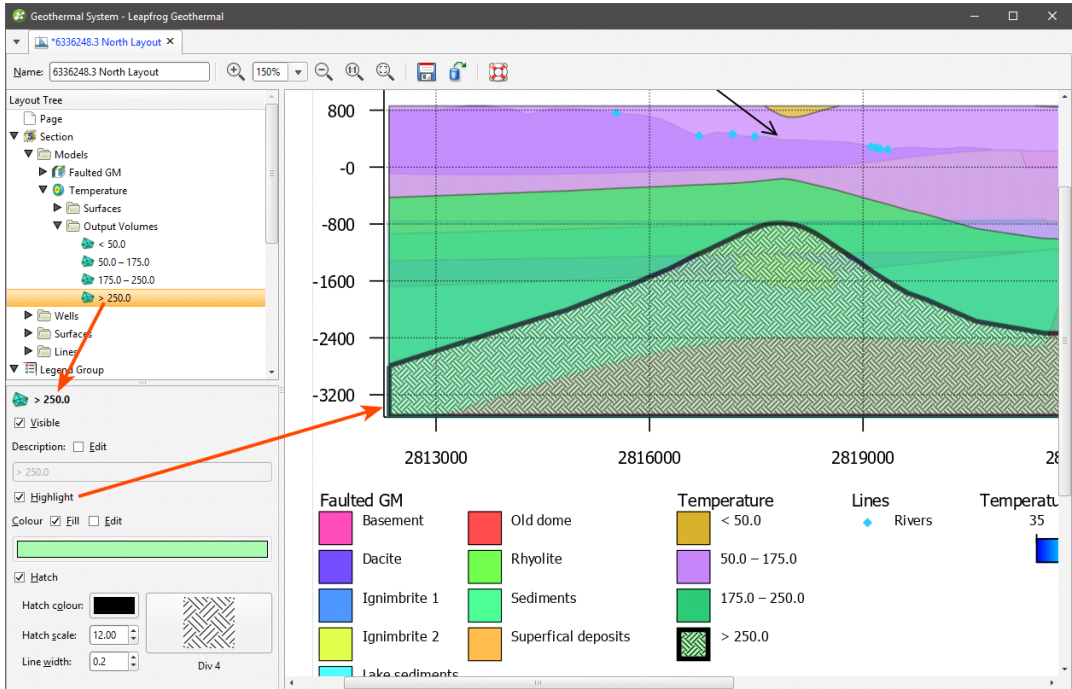 Geothermal System - Leapfrog Geothermal
*6336248.3 North Layout
Name: 6336248.3 North Layout
150%
Layout Tree
Page
Section
Models
Faulted GM
Temperature
Surfaces
Output Volumes
< 50.0
50.0 – 175.0
175.0 – 250.0
> 250.0
Wells
Surfaces
Lines
Legend Group
> 250.0
Visible
Description: Edit
> 250.0
Highlight
Colour Fill Edit
Hatch
Hatch colour:
Hatch scale: 12.00
Line width: 0.2
Div 4
800
-0
-800
-1600
-2400
-3200
2813000 2816000 2819000 28
Faulted GM
Basement
Dacite
Ignimbrite 1
Ignimbrite 2
Lake sediments
Old dome
Rhyolite
Sediments
Superfical deposits
Temperature
< 50.0
50.0 – 175.0
175.0 – 250.0
> 250.0
Lines
Rivers
Temperatu
35